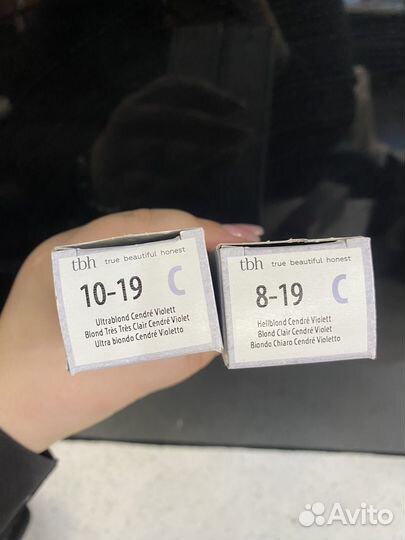 tbh true beautiful honest
10-19 C
Ultrablond Cendré Violett
Blond Très Très Clair Cendré Violet
Ultra biondo Cendré Violetto
tbh true beautiful honest
8-19 C
Hellblond Cendré Violett
Blond Clair Cendré Violet
Biondo Chiaro Cendré Violetto
Avito